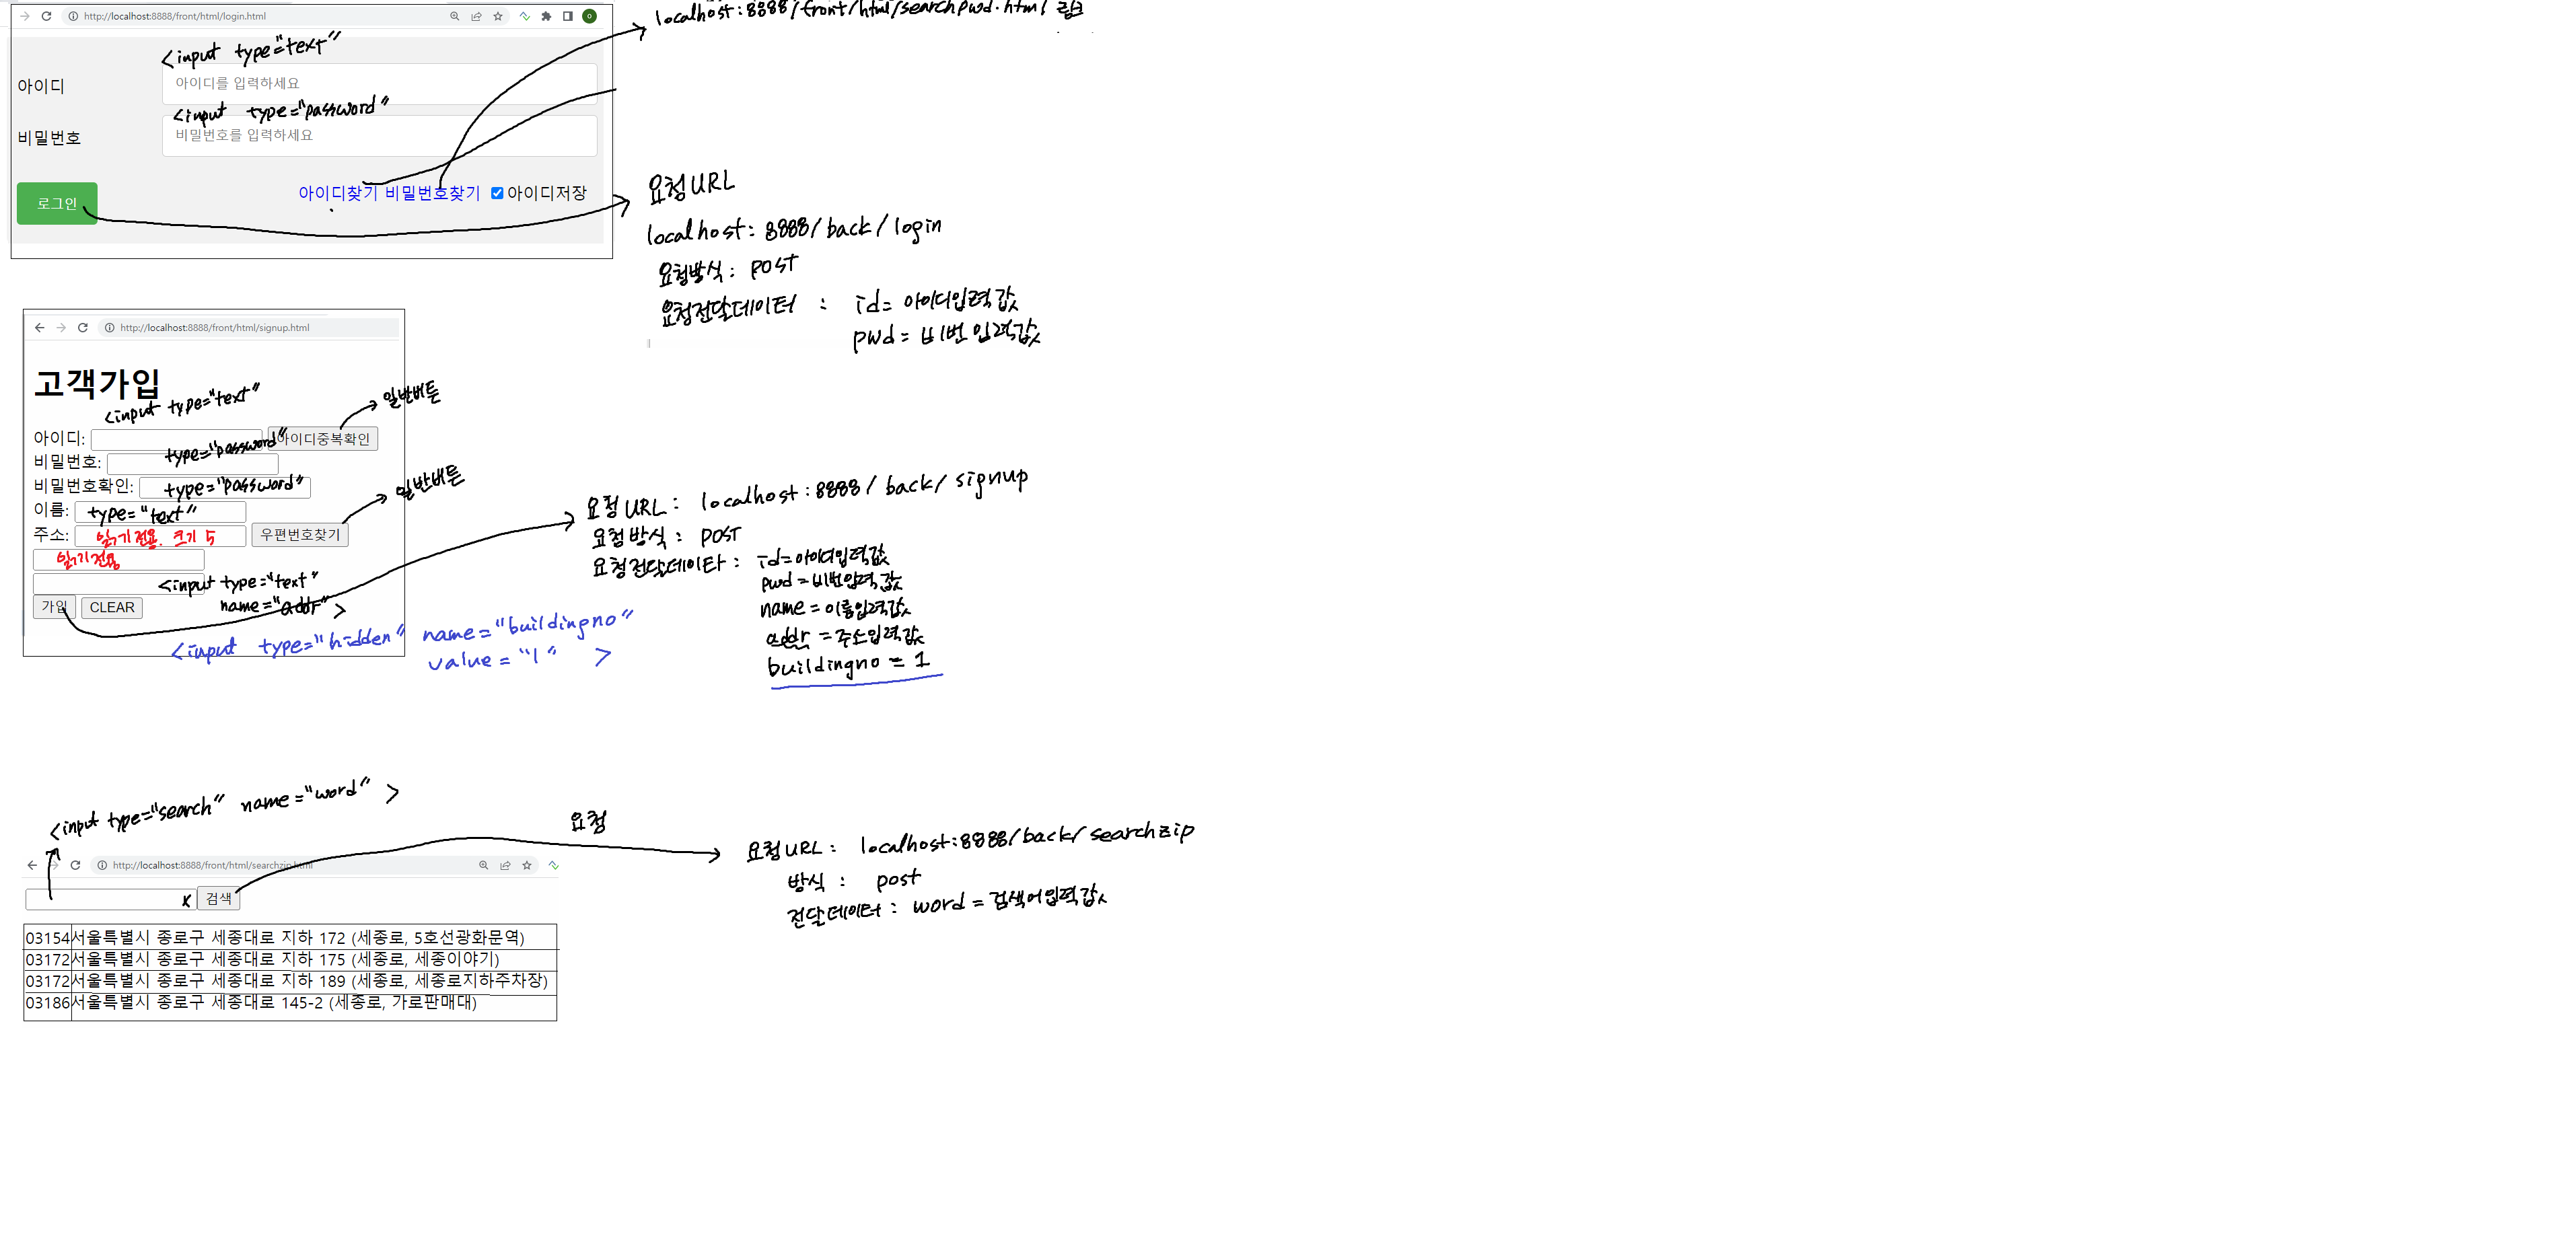 localhost:8888/front/html/searchpwd.html 링크
http://localhost:8888/front/html/login.html
<input type="text"
아이디
아이디를 입력하세요
<input type="password"
비밀번호
비밀번호를 입력하세요
로그인
아이디찾기 비밀번호찾기 아이디저장
요청URL
localhost:8888/back/login
요청방식: post
요청전달데이터 : id=아이디입력값
pwd=비번입력값
http://localhost:8888/front/html/signup.html
고객가입
<input type="text"
일반버튼
아이디:
아이디중복확인
type="password"
비밀번호:
비밀번호확인:
type="password"
일반버튼
이름:
type="text"
주소:
읽기전용. 크기 5
우편번호찾기
읽기전용
<input type="text"
name="addr" >
가입
CLEAR
<input type="hidden" name="buildingno"
value="1" >
요청URL: localhost:8888/back/signup
요청방식: post
요청전달데이타: id=아이디입력값
pwd=비번입력값
name=이름입력값
addr=주소입력값
buildingno=1
<input type="search" name="word" >
요청
http://localhost:8888/front/html/searchzip.html
x
검색
03154 서울특별시 종로구 세종대로 지하 172 (세종로, 5호선광화문역)
03172 서울특별시 종로구 세종대로 지하 175 (세종로, 세종이야기)
03172 서울특별시 종로구 세종대로 지하 189 (세종로, 세종로지하주차장)
03186 서울특별시 종로구 세종대로 145-2 (세종로, 가로판매대)
요청URL: localhost:8888/back/searchzip
방식: post
전달데이터: word=검색어입력값